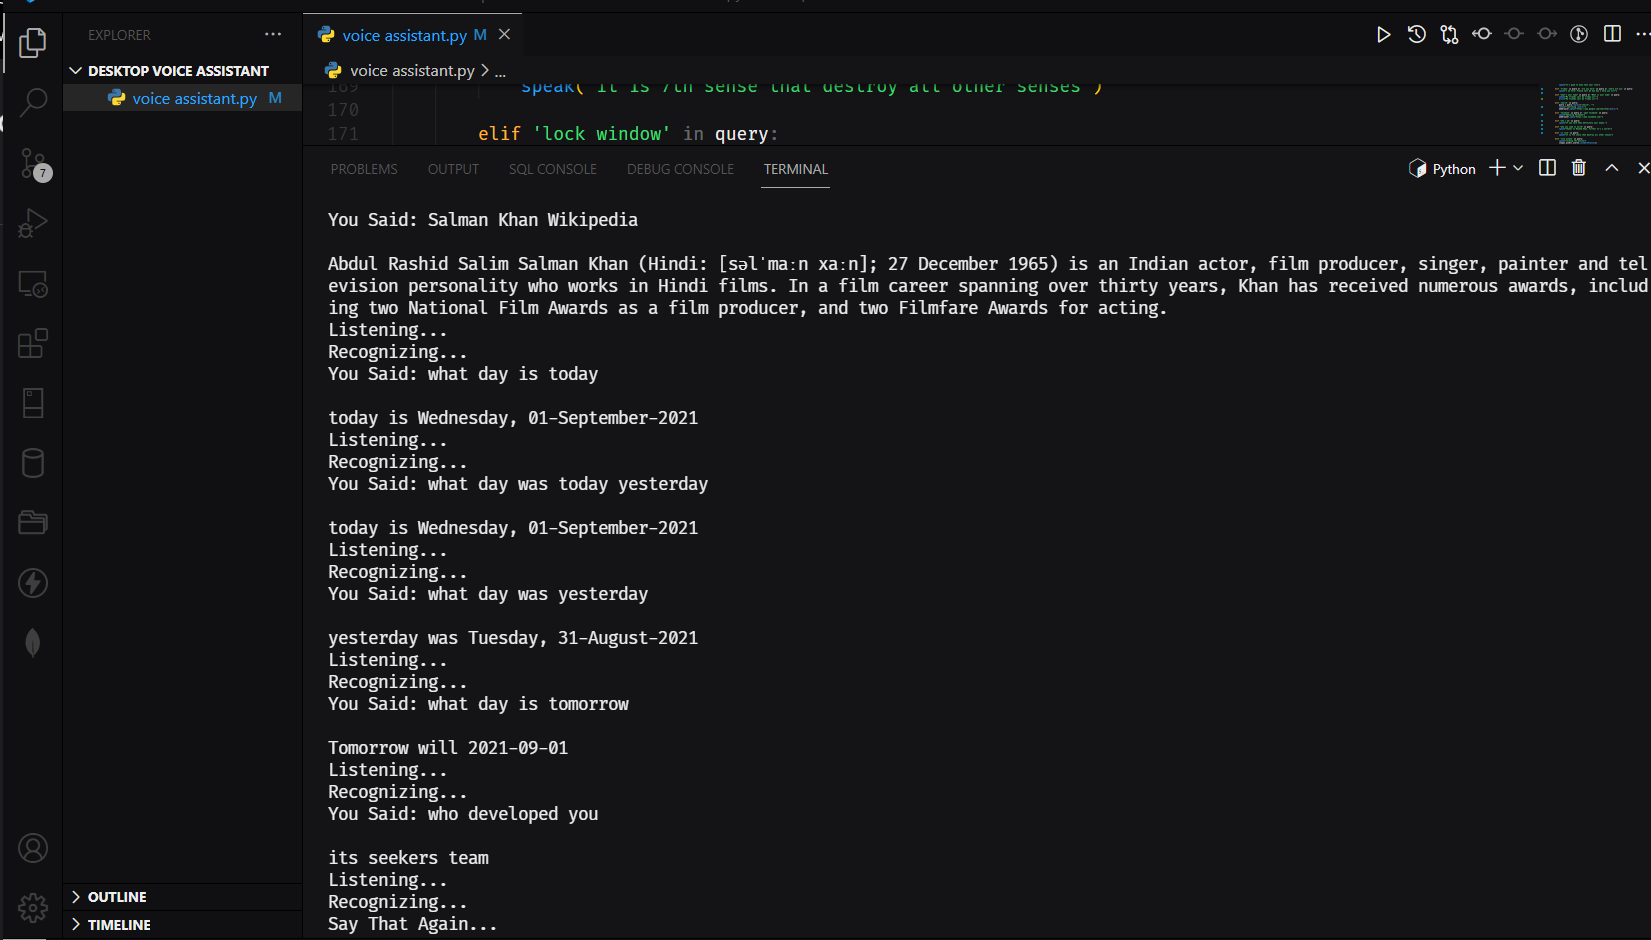 EXPLORER
voice assistant.py M
DESKTOP VOICE ASSISTANT
voice assistant.py > ...
voice assistant.py M
speak('it is 7th sense that destroy all other senses')
170
171 elif 'lock window' in query:
7
PROBLEMS OUTPUT SQL CONSOLE DEBUG CONSOLE TERMINAL
Python
You Said: Salman Khan Wikipedia
Abdul Rashid Salim Salman Khan (Hindi: [səlˈmaːn xaːn]; 27 December 1965) is an Indian actor, film producer, singer, painter and tel
evision personality who works in Hindi films. In a film career spanning over thirty years, Khan has received numerous awards, includ
ing two National Film Awards as a film producer, and two Filmfare Awards for acting.
Listening...
Recognizing...
You Said: what day is today
today is Wednesday, 01-September-2021
Listening...
Recognizing...
You Said: what day was today yesterday
today is Wednesday, 01-September-2021
Listening...
Recognizing...
You Said: what day was yesterday
yesterday was Tuesday, 31-August-2021
Listening...
Recognizing...
You Said: what day is tomorrow
Tomorrow will 2021-09-01
Listening...
Recognizing...
You Said: who developed you
its seekers team
Listening...
Recognizing...
Say That Again...
OUTLINE
TIMELINE